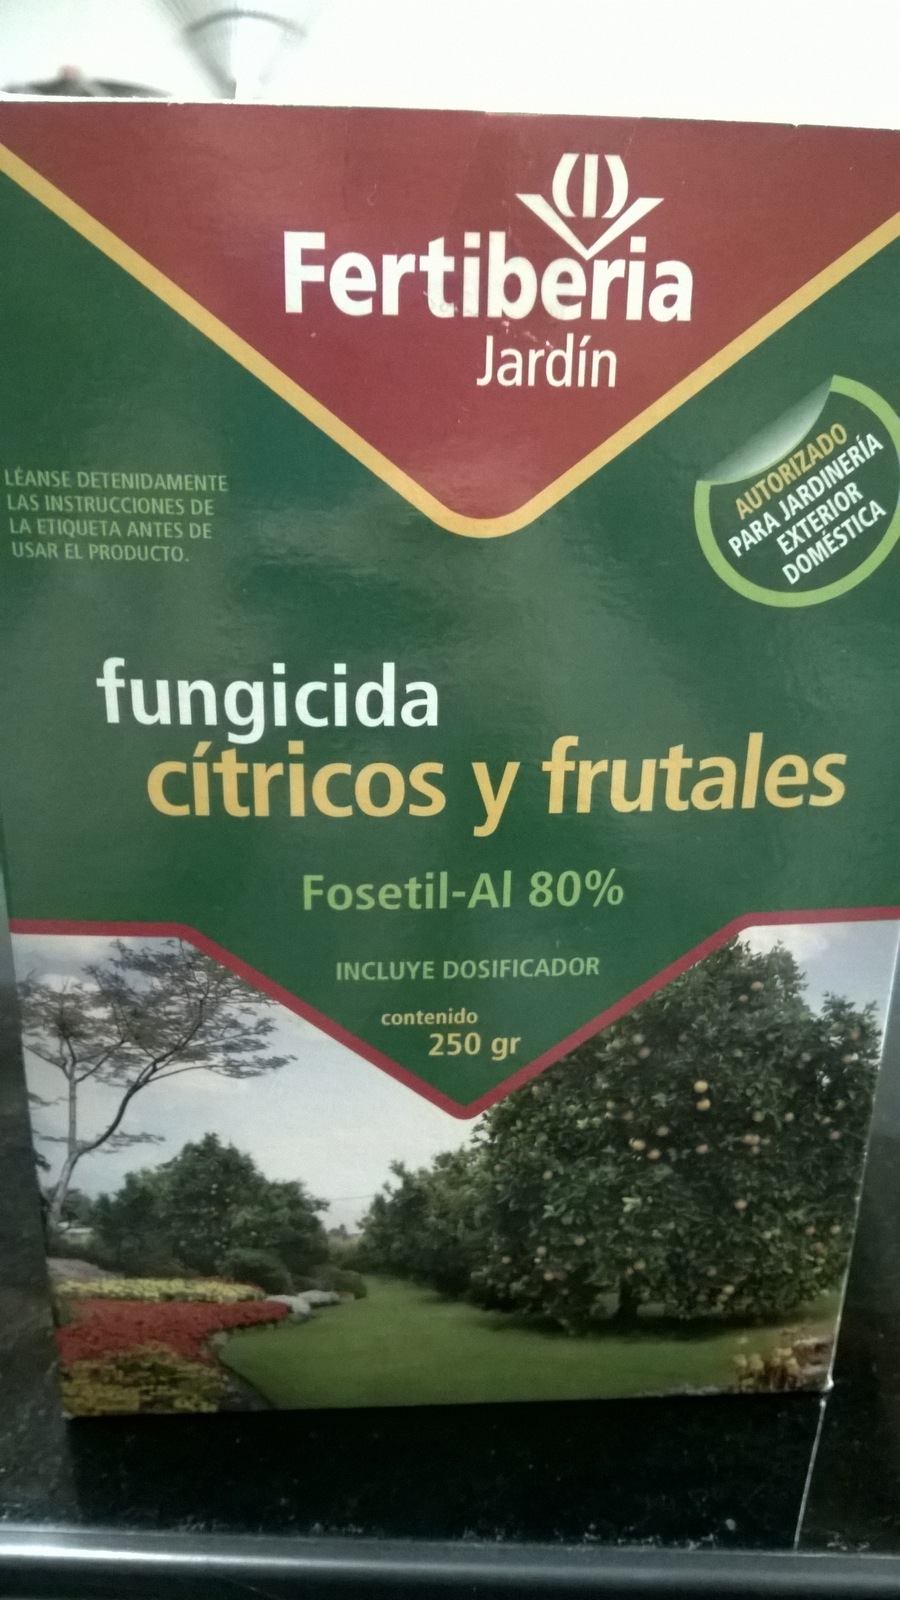 Fertiberia
Jardín
AUTORIZADO
PARA JARDINERÍA
EXTERIOR
DOMÉSTICA
LÉANSE DETENIDAMENTE
LAS INSTRUCCIONES DE
LA ETIQUETA ANTES DE
USAR EL PRODUCTO.
fungicida
cítricos y frutales
Fosetil-Al 80%
INCLUYE DOSIFICADOR
contenido
250 gr